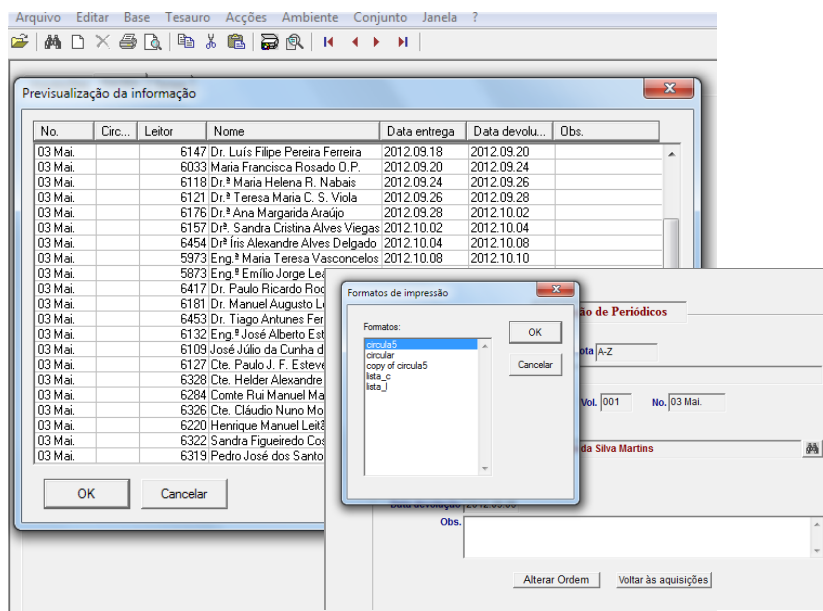 Arquivo Editar Base Tesauro Acções Ambiente Conjunto Janela ?
Previsualização da informação
No. Circ... Leitor Nome Data entrega Data devolu... Obs.
03 Mai. 6147 Dr. Luís Filipe Pereira Ferreira 2012.09.18 2012.09.20
03 Mai. 6033 Maria Francisca Rosado O.P. 2012.09.20 2012.09.24
03 Mai. 6118 Dr.ª Maria Helena R. Nabais 2012.09.24 2012.09.26
03 Mai. 6121 Dr.ª Teresa Maria C. S. Viola 2012.09.26 2012.09.28
03 Mai. 6176 Dr.ª Ana Margarida Araújo 2012.09.28 2012.10.02
03 Mai. 6157 Drª. Sandra Cristina Alves Viegas 2012.10.02 2012.10.04
03 Mai. 6454 Drª Íris Alexandre Alves Delgado 2012.10.04 2012.10.08
03 Mai. 5973 Eng.ª Maria Teresa Vasconcelos 2012.10.08 2012.10.10
03 Mai. 5873 Eng.º Emílio Jorge
03 Mai. 6417 Dr. Paulo Ricardo
03 Mai. 6181 Dr. Manuel Augusto
03 Mai. 6453 Dr. Tiago Antunes
03 Mai. 6132 Eng.º José Alberto
03 Mai. 6109 José Júlio da Cunha
03 Mai. 6127 Cte. Paulo J. F.
03 Mai. 6328 Cte. Helder Alexandre
03 Mai. 6284 Comte Rui Manuel
03 Mai. 6326 Cte. Cláudio Nuno
03 Mai. 6220 Henrique Manuel
03 Mai. 6322 Sandra Figueiredo
03 Mai. 6319 Pedro José dos
OK Cancelar
Formatos de impressão
Formatos:
circula5
circular
copy of circula5
lista_c
lista_l
OK
Cancelar
ão de Periódicos
ota A-Z
Vol. 001 No. 03 Mai.
da Silva Martins
Obs.
Alterar Ordem Voltar às aquisições